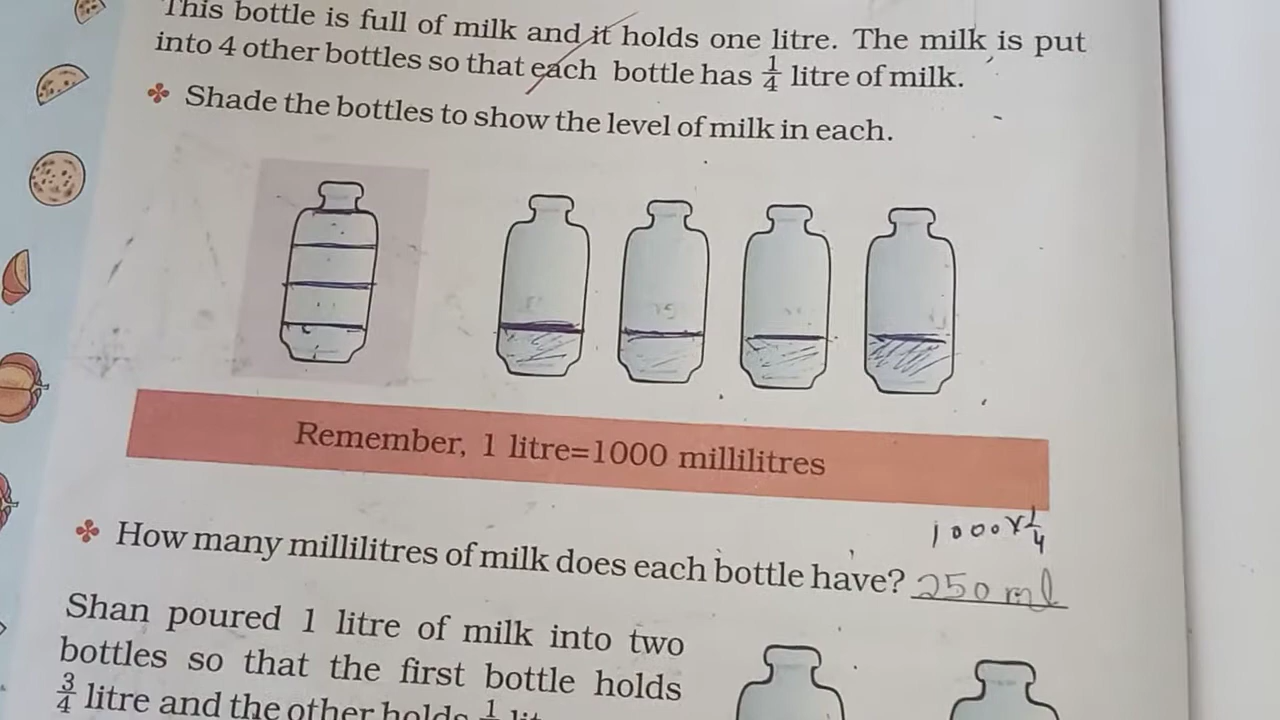 This bottle is full of milk and it holds one litre. The milk is put
into 4 other bottles so that each bottle has 1/4 litre of milk.
Shade the bottles to show the level of milk in each.
Remember, 1 litre=1000 millilitres
1000x1/4
How many millilitres of milk does each bottle have? 250 ml
Shan poured 1 litre of milk into two
bottles so that the first bottle holds
3/4 litre and the other holds 1